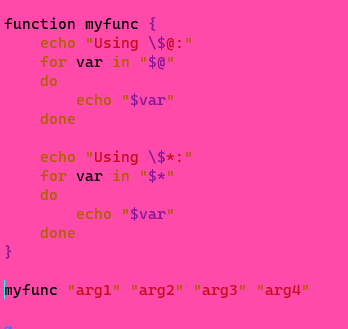 function myfunc {
    echo "Using \$@:"
    for var in "$@"
    do
        echo "$var"
    done

    echo "Using \$*:"
    for var in "$*"
    do
        echo "$var"
    done
}

myfunc "arg1" "arg2" "arg3" "arg4"